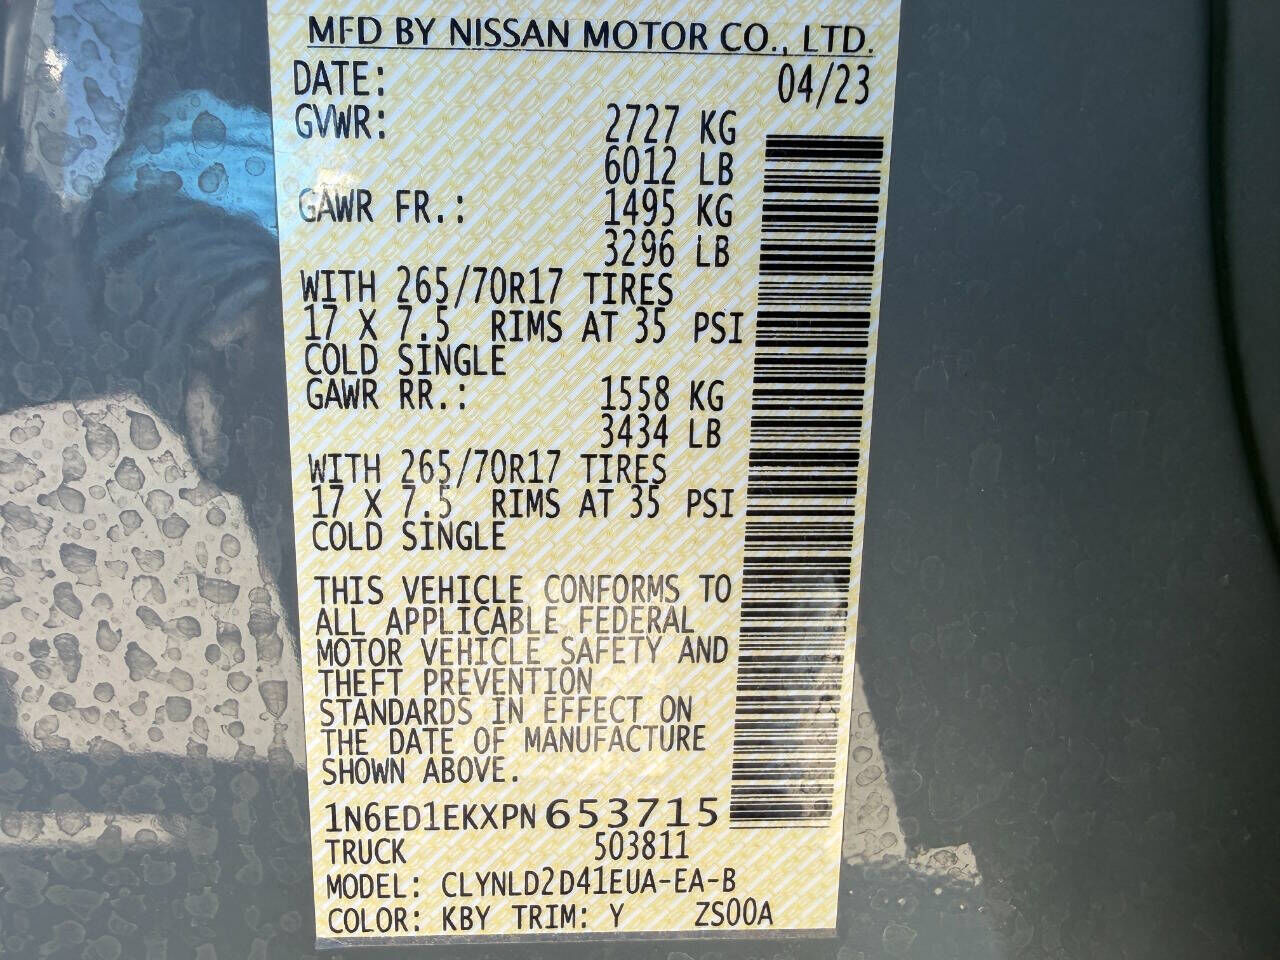 MFD BY NISSAN MOTOR CO., LTD.
DATE: 04/23
GVWR: 2727 KG
6012 LB
GAWR FR.: 1495 KG
3296 LB
WITH 265/70R17 TIRES
17 X 7.5 RIMS AT 35 PSI
COLD SINGLE
GAWR RR.: 1558 KG
3434 LB
WITH 265/70R17 TIRES
17 X 7.5 RIMS AT 35 PSI
COLD SINGLE
THIS VEHICLE CONFORMS TO
ALL APPLICABLE FEDERAL
MOTOR VEHICLE SAFETY AND
THEFT PREVENTION
STANDARDS IN EFFECT ON
THE DATE OF MANUFACTURE
SHOWN ABOVE.
1N6ED1EKXPN653715
TRUCK 503811
MODEL: CLYNLD2D41EUA-EA-B
COLOR: KBY TRIM: Y ZS00A